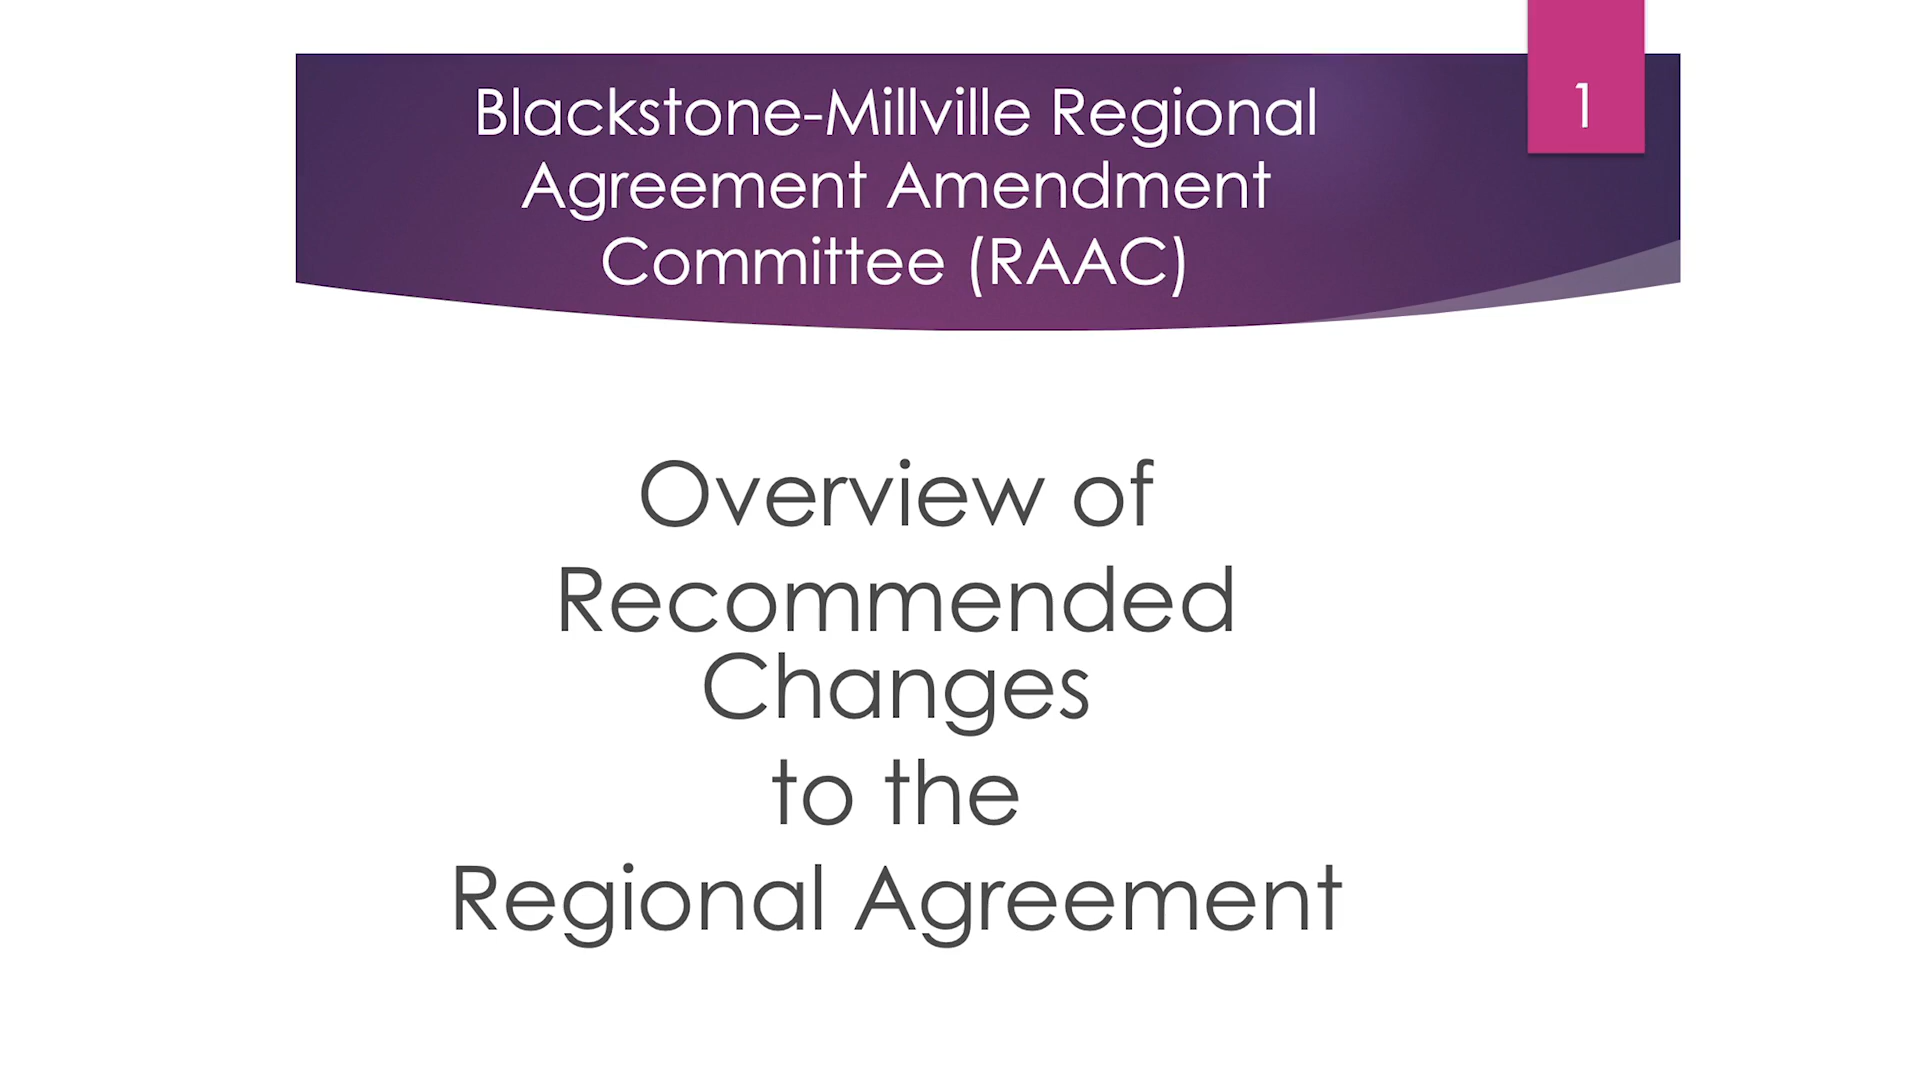 Blackstone-Millville Regional
Agreement Amendment
Committee (RAAC)
1
Overview of
Recommended
Changes
to the
Regional Agreement